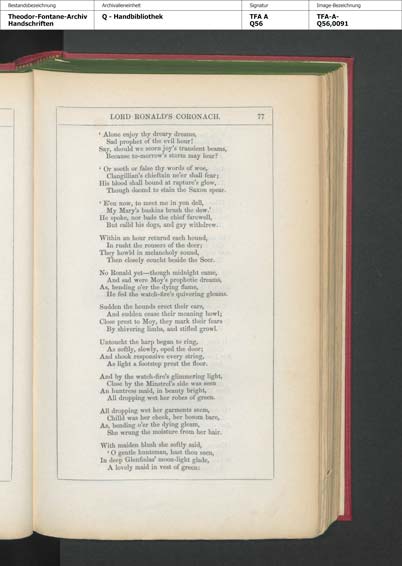 Bestandsbezeichnung
Archivalieneinheit
Signatur
Image-Bezeichnung
Theodor-Fontane-Archiv
Handschriften
Q - Handbibliothek
TFA A
Q56
TFA-A-
Q56,0091
LORD RONALD'S CORONACH. 77
‘ Alone enjoy thy dreary dreams,
Sad prophet of the evil hour!
Say, should we scorn joy's transient beams,
Because to-morrow's storm may lour?
‘ Or sooth or false thy words of woe,
Clangillian's chieftain ne'er shall fear;
His blood shall bound at rapture's glow,
Though doom'd to stain the Saxon spear.
‘ E'en now, to meet me in yon dell,
My Mary's buskins brush the dew.’
He spoke, nor bade the chief farewell,
But call'd his dogs, and gay withdrew.
Within an hour return'd each hound,
In rush'd the rousers of the deer;
They howl'd in melancholy sound,
Then closely couch'd beside the Seer.
No Ronald yet—though midnight came,
And sad were Moy's prophetic dreams,
As, bending o'er the dying flame,
He fed the watch-fire's quivering gleams.
Sudden the hounds erect their ears,
And sudden cease their moaning howl;
Close press'd to Moy, they mark their fears
By shivering limbs, and stifled growl.
Untouch'd the harp began to ring,
As softly, slowly, oped the door;
And shook responsive every string,
As light a footstep press'd the floor.
And by the watch-fire's glimmering light,
Close by the Minstrel's side was seen
An huntress maid, in beauty bright,
All dropping wet her robes of green.
All dropping wet her garments seem,
Chill'd was her cheek, her bosom bare,
As, bending o'er the dying gleam,
She wrung the moisture from her hair.
With maiden blush she softly said,
‘ O gentle huntsman, hast thou seen,
In deep Glenfinlas' moon-light glade,
A lovely maid in vest of green: